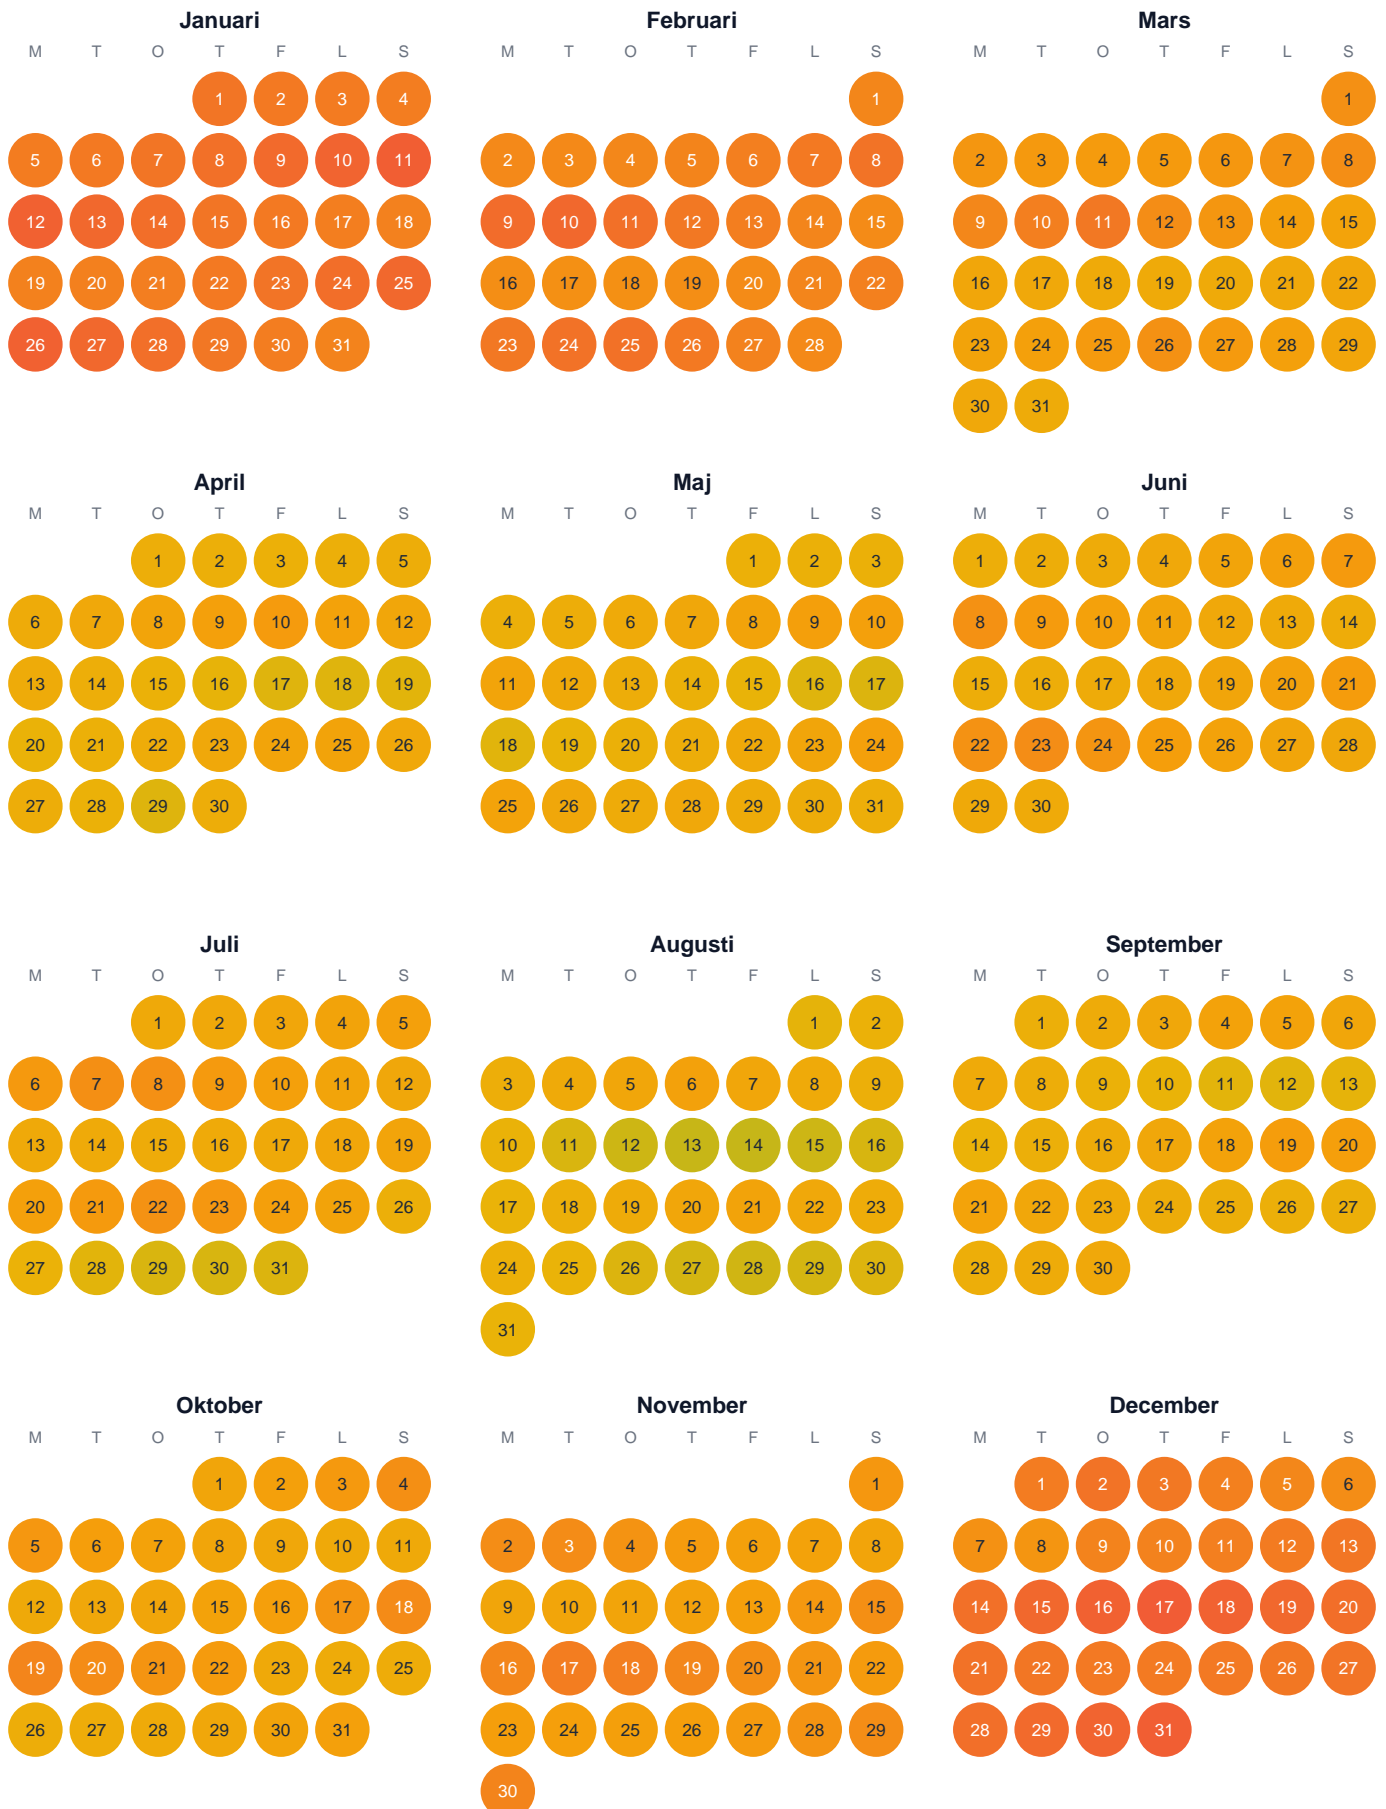 Januari Februari Mars
M T O T F L S M T O T F L S M T O T F L S
1 2 3 4 1 1
5 6 7 8 9 10 11 2 3 4 5 6 7 8 2 3 4 5 6 7 8
12 13 14 15 16 17 18 9 10 11 12 13 14 15 9 10 11 12 13 14 15
19 20 21 22 23 24 25 16 17 18 19 20 21 22 16 17 18 19 20 21 22
26 27 28 29 30 31 23 24 25 26 27 28 23 24 25 26 27 28 29
30 31
April Maj Juni
M T O T F L S M T O T F L S M T O T F L S
1 2 3 4 5 1 2 3 1 2 3 4 5 6 7
6 7 8 9 10 11 12 4 5 6 7 8 9 10 8 9 10 11 12 13 14
13 14 15 16 17 18 19 11 12 13 14 15 16 17 15 16 17 18 19 20 21
20 21 22 23 24 25 26 18 19 20 21 22 23 24 22 23 24 25 26 27 28
27 28 29 30 25 26 27 28 29 30 31 29 30
Juli Augusti September
M T O T F L S M T O T F L S M T O T F L S
1 2 3 4 5 1 2 1 2 3 4 5 6
6 7 8 9 10 11 12 3 4 5 6 7 8 9 7 8 9 10 11 12 13
13 14 15 16 17 18 19 10 11 12 13 14 15 16 14 15 16 17 18 19 20
20 21 22 23 24 25 26 17 18 19 20 21 22 23 21 22 23 24 25 26 27
27 28 29 30 31 24 25 26 27 28 29 30 28 29 30
31
Oktober November December
M T O T F L S M T O T F L S M T O T F L S
1 2 3 4 1 1 2 3 4 5 6
5 6 7 8 9 10 11 2 3 4 5 6 7 8 7 8 9 10 11 12 13
12 13 14 15 16 17 18 9 10 11 12 13 14 15 14 15 16 17 18 19 20
19 20 21 22 23 24 25 16 17 18 19 20 21 22 21 22 23 24 25 26 27
26 27 28 29 30 31 23 24 25 26 27 28 29 28 29 30 31
30